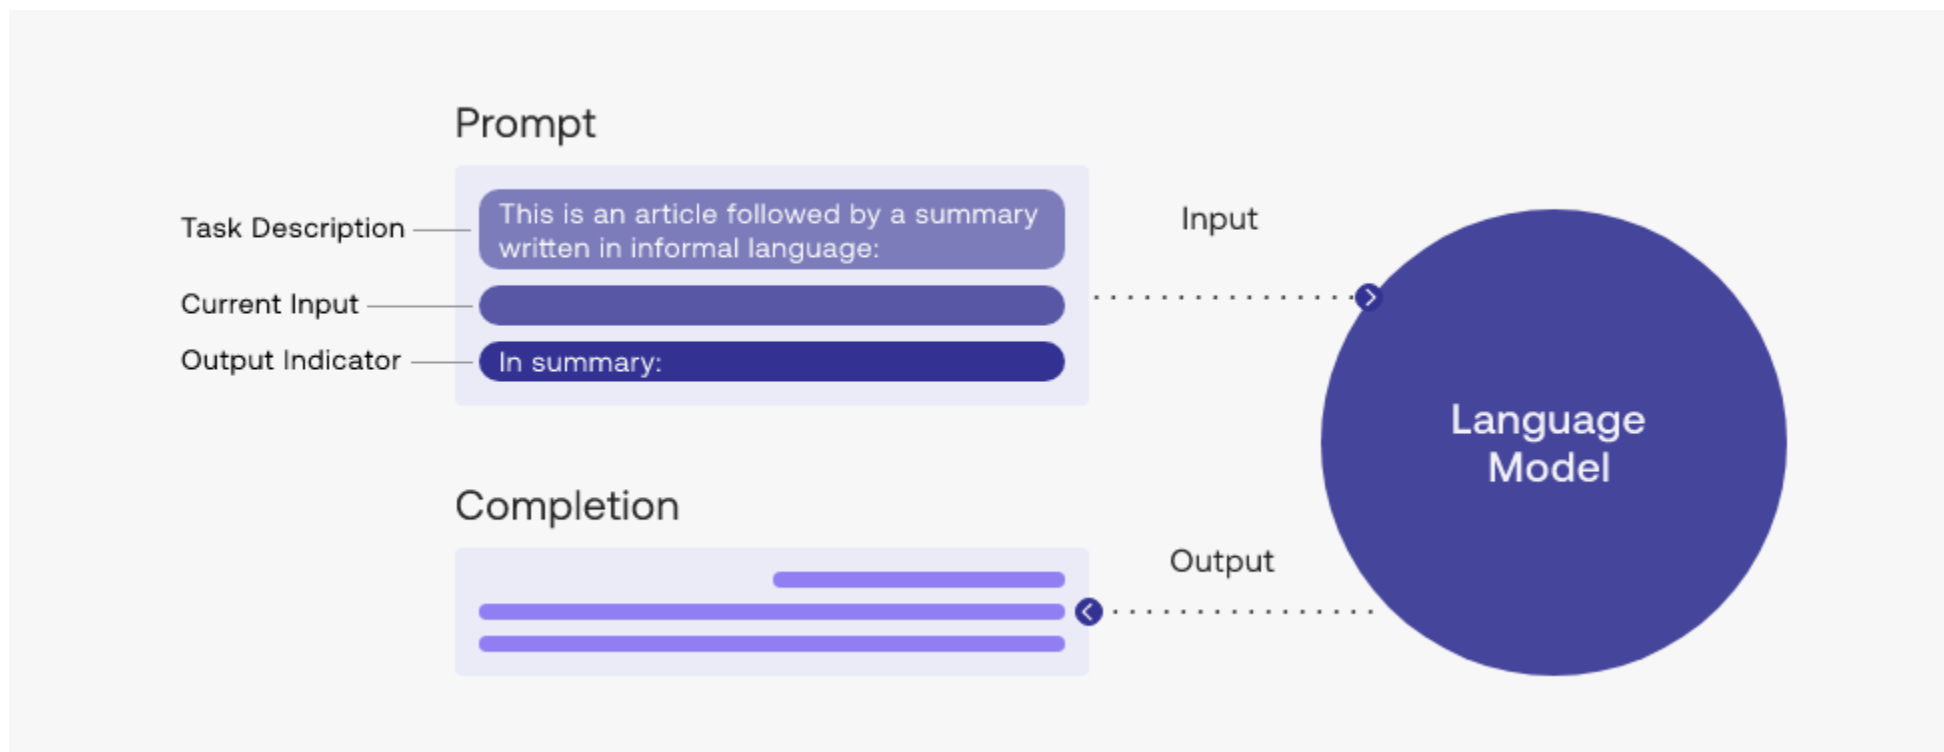 Prompt
Task Description
This is an article followed by a summary
written in informal language:
Current Input
Output Indicator
In summary:
Input
Language
Model
Completion
Output